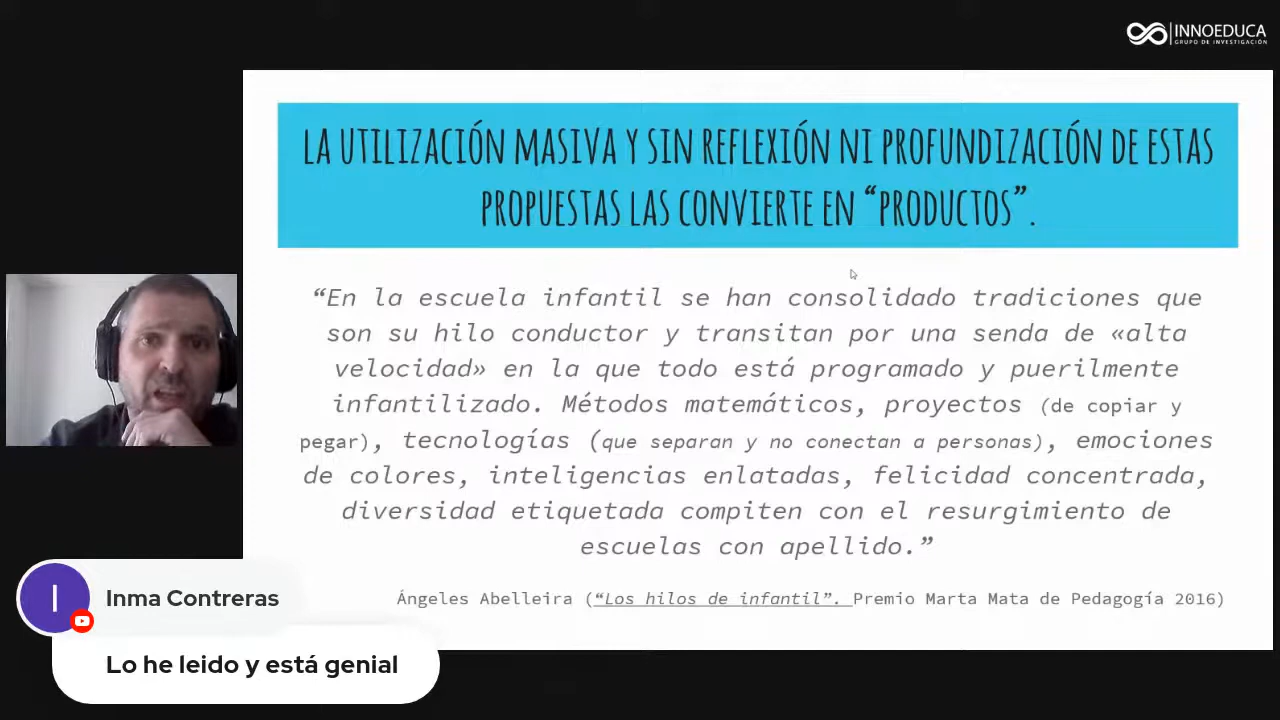 INNOEDUCA
GRUPO DE INVESTIGACIÓN
LA UTILIZACIÓN MASIVA Y SIN REFLEXIÓN NI PROFUNDIZACIÓN DE ESTAS
PROPUESTAS LAS CONVIERTE EN “PRODUCTOS”.
“En la escuela infantil se han consolidado tradiciones que
son su hilo conductor y transitan por una senda de «alta
velocidad» en la que todo está programado y puerilmente
infantilizado. Métodos matemáticos, proyectos (de copiar y
pegar), tecnologías (que separan y no conectan a personas), emociones
de colores, inteligencias enlatadas, felicidad concentrada,
diversidad etiquetada compiten con el resurgimiento de
escuelas con apellido.”
Ángeles Abelleira (“Los hilos de infantil”. Premio Marta Mata de Pedagogía 2016)
I
Inma Contreras
Lo he leido y está genial